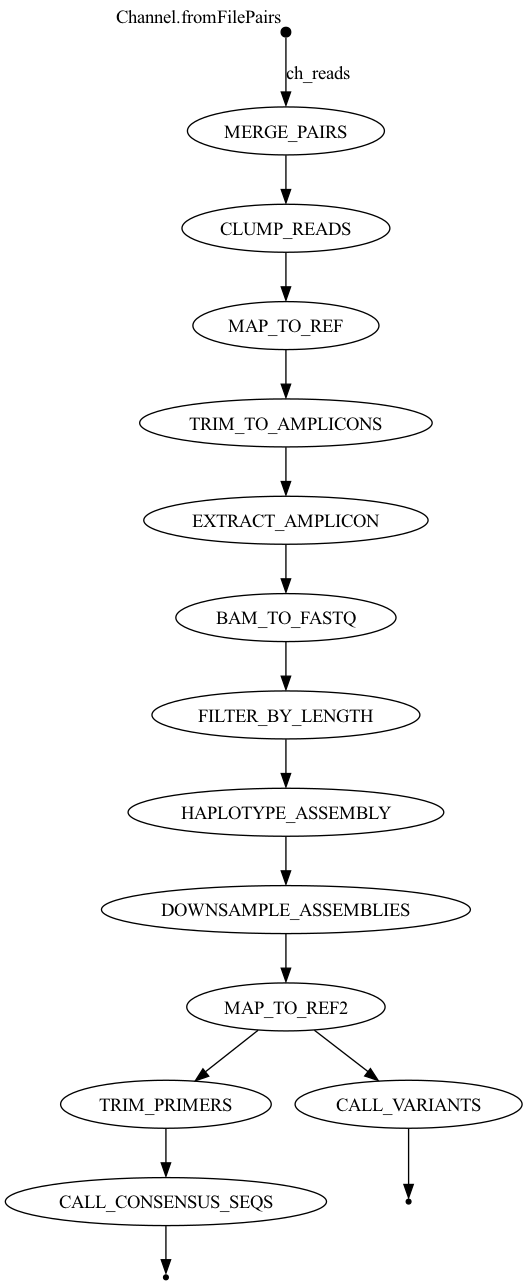 Channel.fromFilePairs
ch_reads
MERGE_PAIRS
CLUMP_READS
MAP_TO_REF
TRIM_TO_AMPLICONS
EXTRACT_AMPLICON
BAM_TO_FASTQ
FILTER_BY_LENGTH
HAPLOTYPE_ASSEMBLY
DOWNSAMPLE_ASSEMBLIES
MAP_TO_REF2
TRIM_PRIMERS
CALL_VARIANTS
CALL_CONSENSUS_SEQS